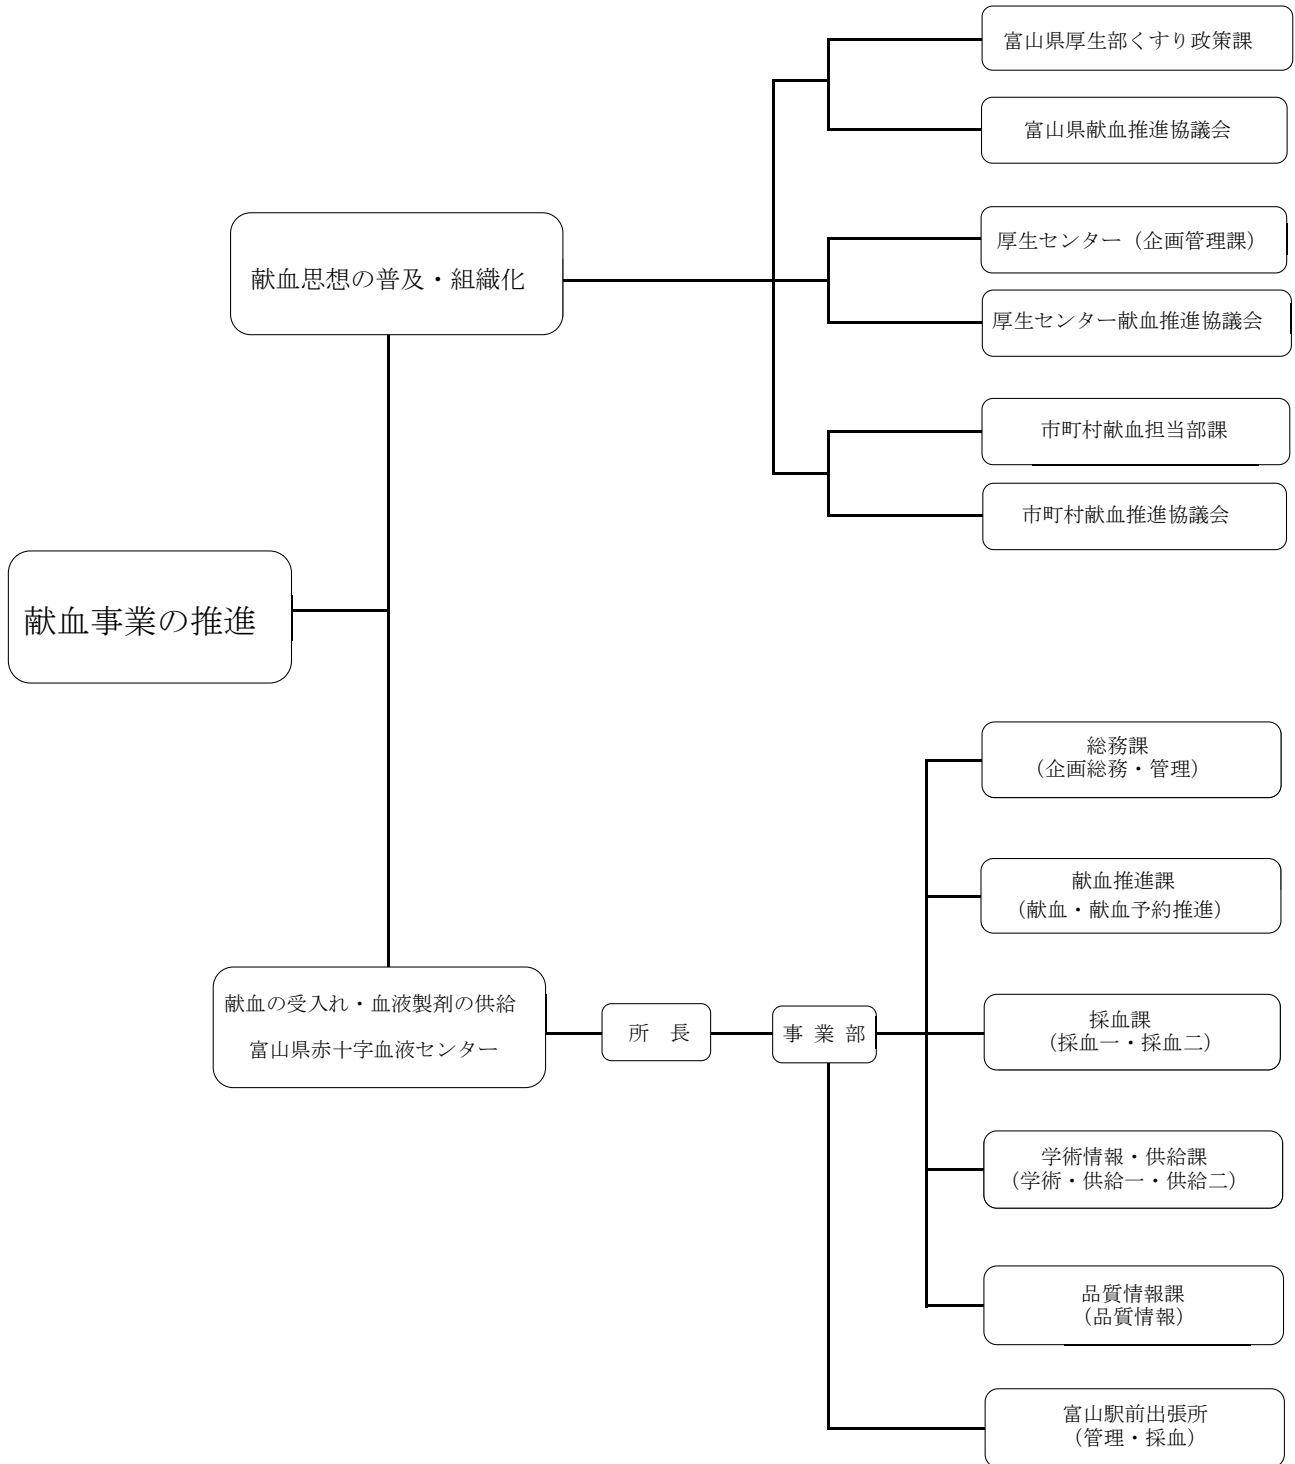 富山県厚生部くすり政策課
富山県献血推進協議会
厚生センター（企画管理課）
献血思想の普及・組織化
厚生センター献血推進協議会
市町村献血担当部課
市町村献血推進協議会
献血事業の推進
総務課
（企画総務・管理）
献血推進課
（献血・献血予約推進）
献血の受入れ・血液製剤の供給
富山県赤十字血液センター
所　長
事 業 部
採血課
（採血一・採血二）
学術情報・供給課
（学術・供給一・供給二）
品質情報課
（品質情報）
富山駅前出張所
（管理・採血）